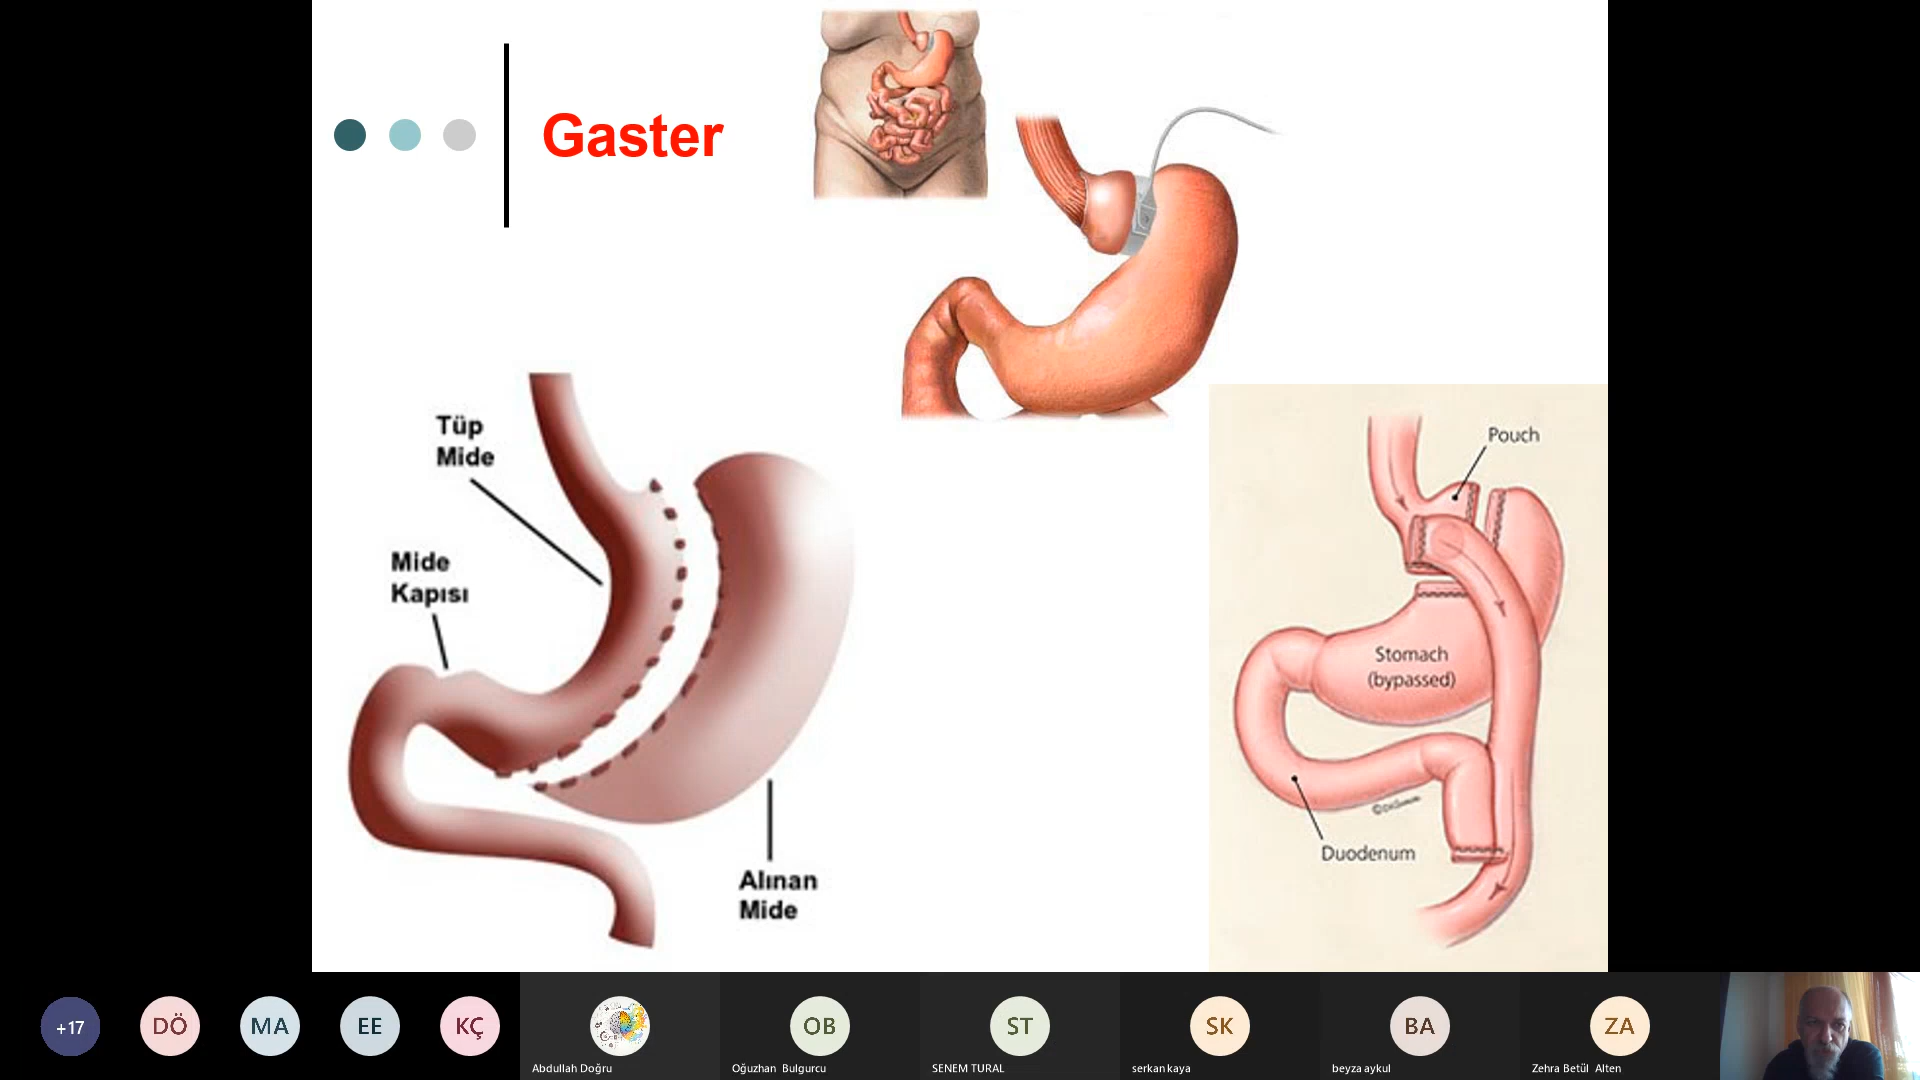 Gaster
Tüp
Mide
Mide
Kapısı
Alınan
Mide
Pouch
Stomach
(bypassed)
Duodenum
+17
DÖ
MA
EE
KÇ
Abdullah Doğru
OB
Oğuzhan Bulgurcu
ST
SENEM TURAL
SK
serkan kaya
BA
beyza aykul
ZA
Zehra Betül Alten